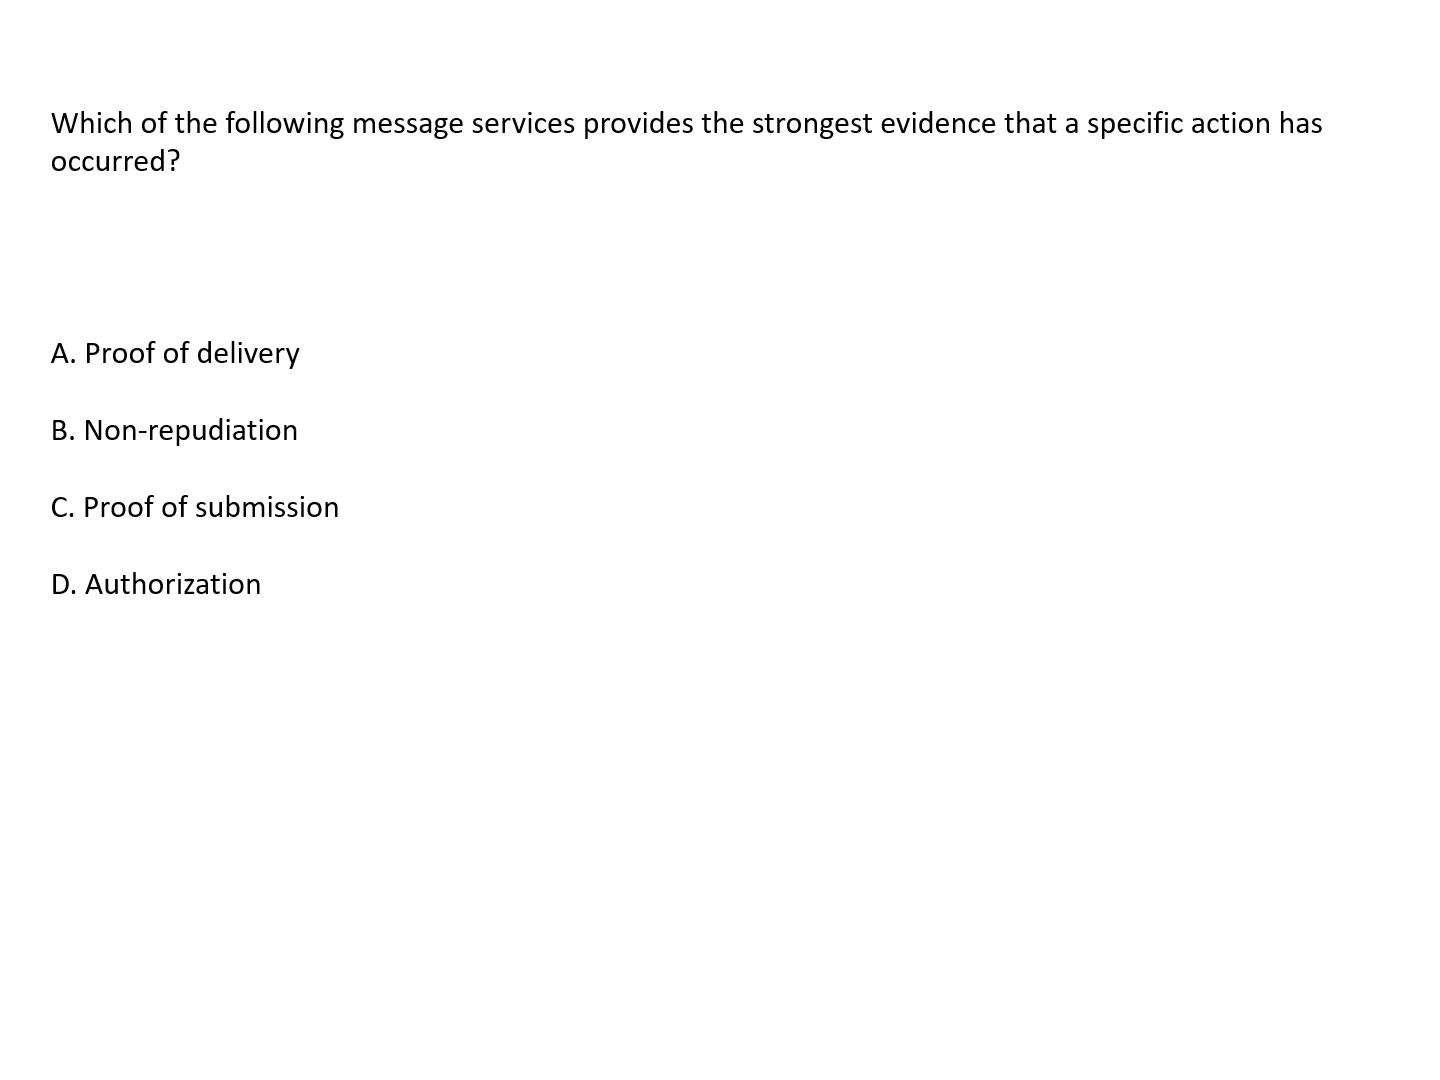 Which of the following message services provides the strongest evidence that a specific action has
occurred?
A. Proof of delivery
B. Non-repudiation
C. Proof of submission
D. Authorization